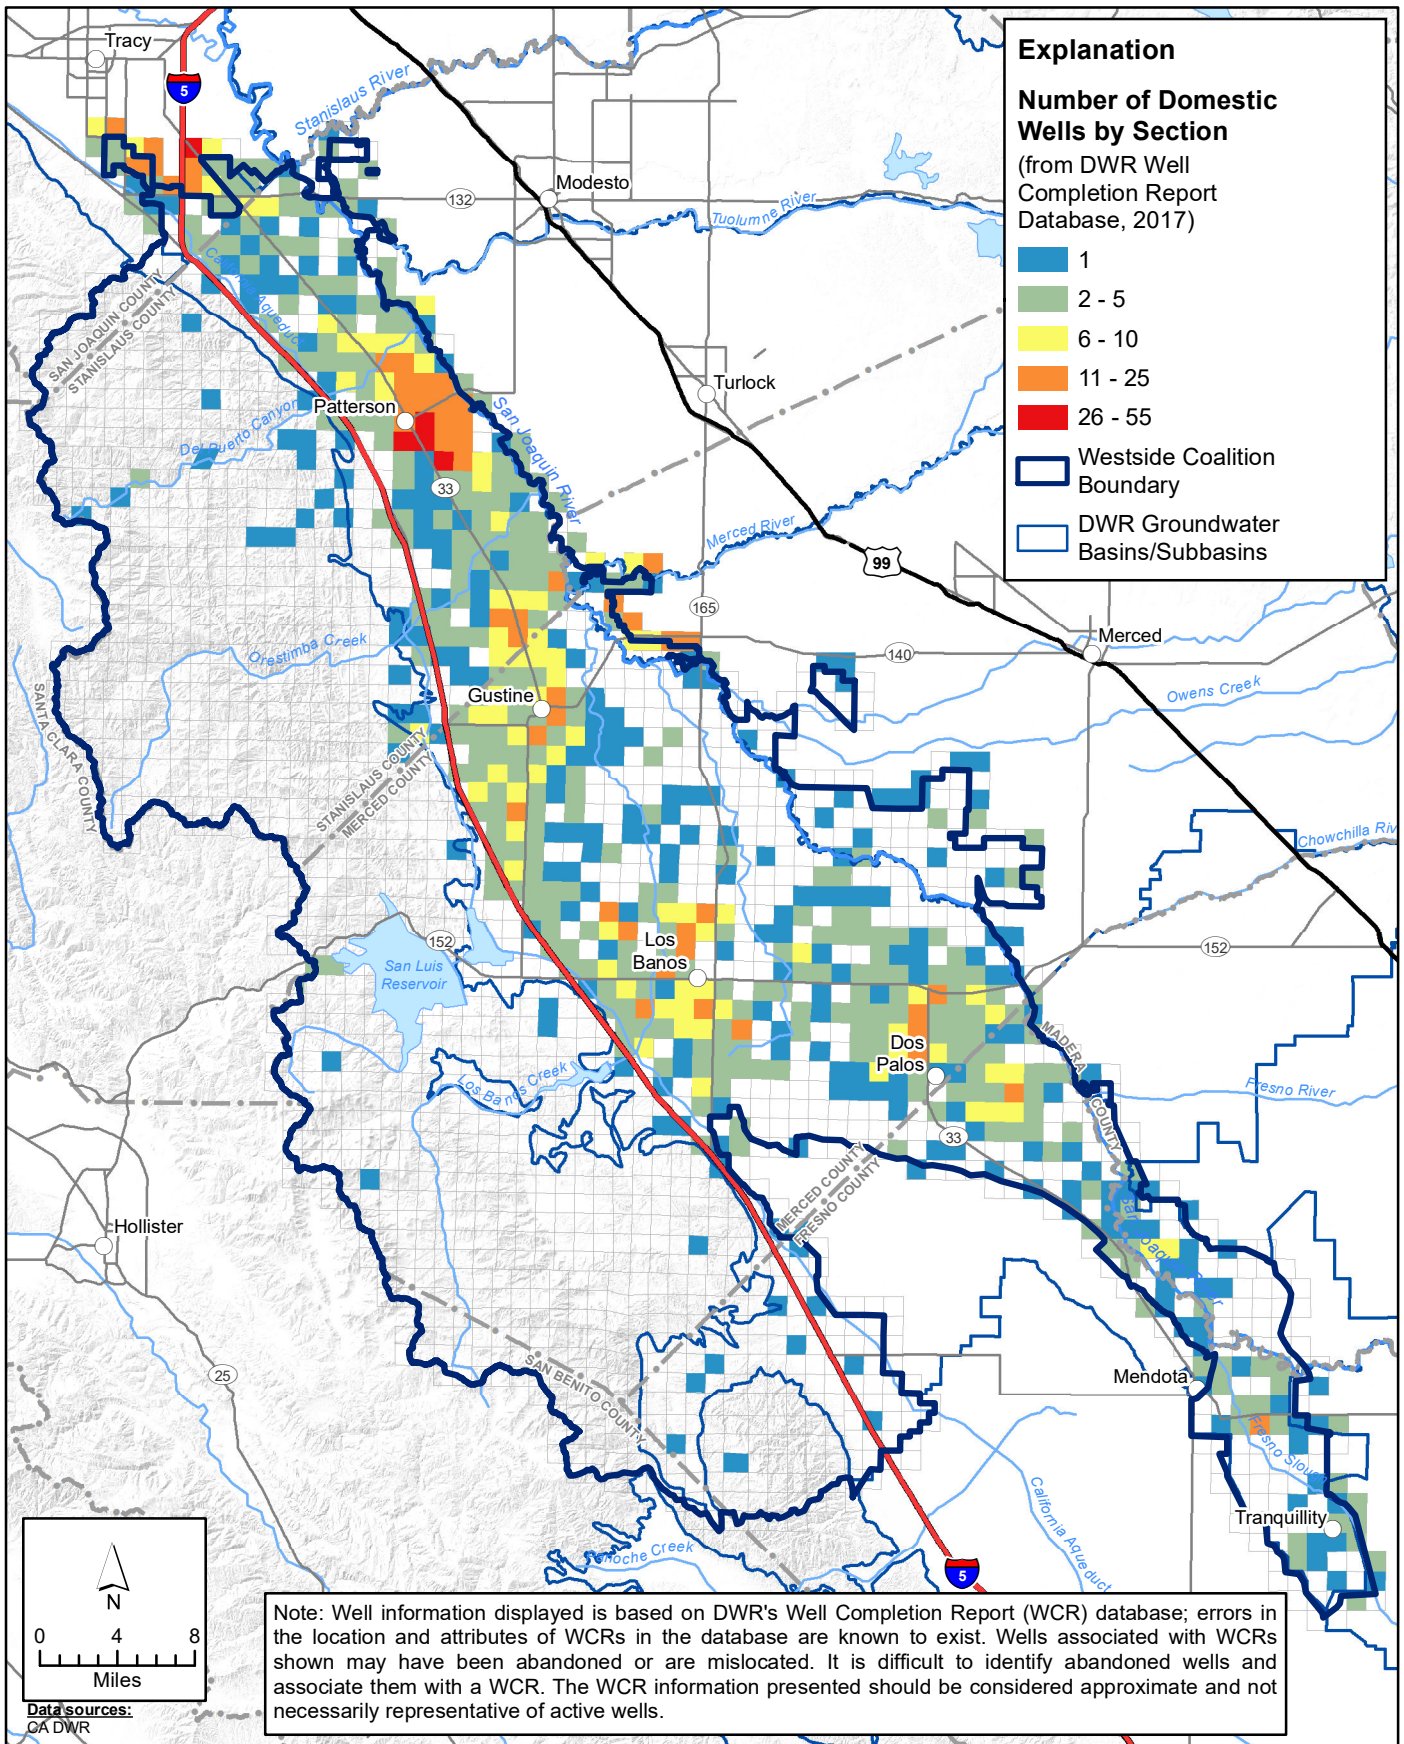 Tracy
5
Stanislaus River
Explanation
Number of Domestic
Wells by Section
(from DWR Well
Completion Report
Database, 2017)
1
2 - 5
6 - 10
11 - 25
26 - 55
Westside Coalition
Boundary
DWR Groundwater
Basins/Subbasins
132
Modesto
Tuolumne River
California Aqueduct
SAN JOAQUIN COUNTY
STANISLAUS COUNTY
Turlock
Patterson
San Joaquin River
Del Puerto Canyon
33
Merced River
99
165
Merced
140
Orestimba Creek
Owens Creek
Gustine
SANTA CLARA COUNTY
STANISLAUS COUNTY
MERCED COUNTY
Chowchilla Riv
152
Los
Banos
152
San Luis
Reservoir
MADERA COUNTY
Dos
Palos
Los Banos Creek
Fresno River
33
MERCED COUNTY
FRESNO COUNTY
Hollister
San Joaquin River
25
SAN BENITO COUNTY
Mendota
Fresno Slough
California Aqueduct
Tranquillity
Panoche Creek
5
N
0 4 8
Miles
Data sources:
CA DWR
Note: Well information displayed is based on DWR's Well Completion Report (WCR) database; errors in
the location and attributes of WCRs in the database are known to exist. Wells associated with WCRs
shown may have been abandoned or are mislocated. It is difficult to identify abandoned wells and
associate them with a WCR. The WCR information presented should be considered approximate and not
necessarily representative of active wells.